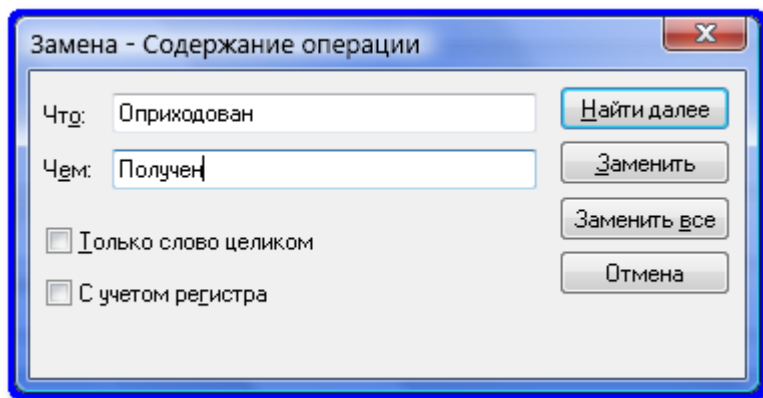 Замена - Содержание операции
Что: Оприходован
Найти далее
Чем: Получен
Заменить
Заменить все
Только слово целиком
Отмена
С учетом регистра